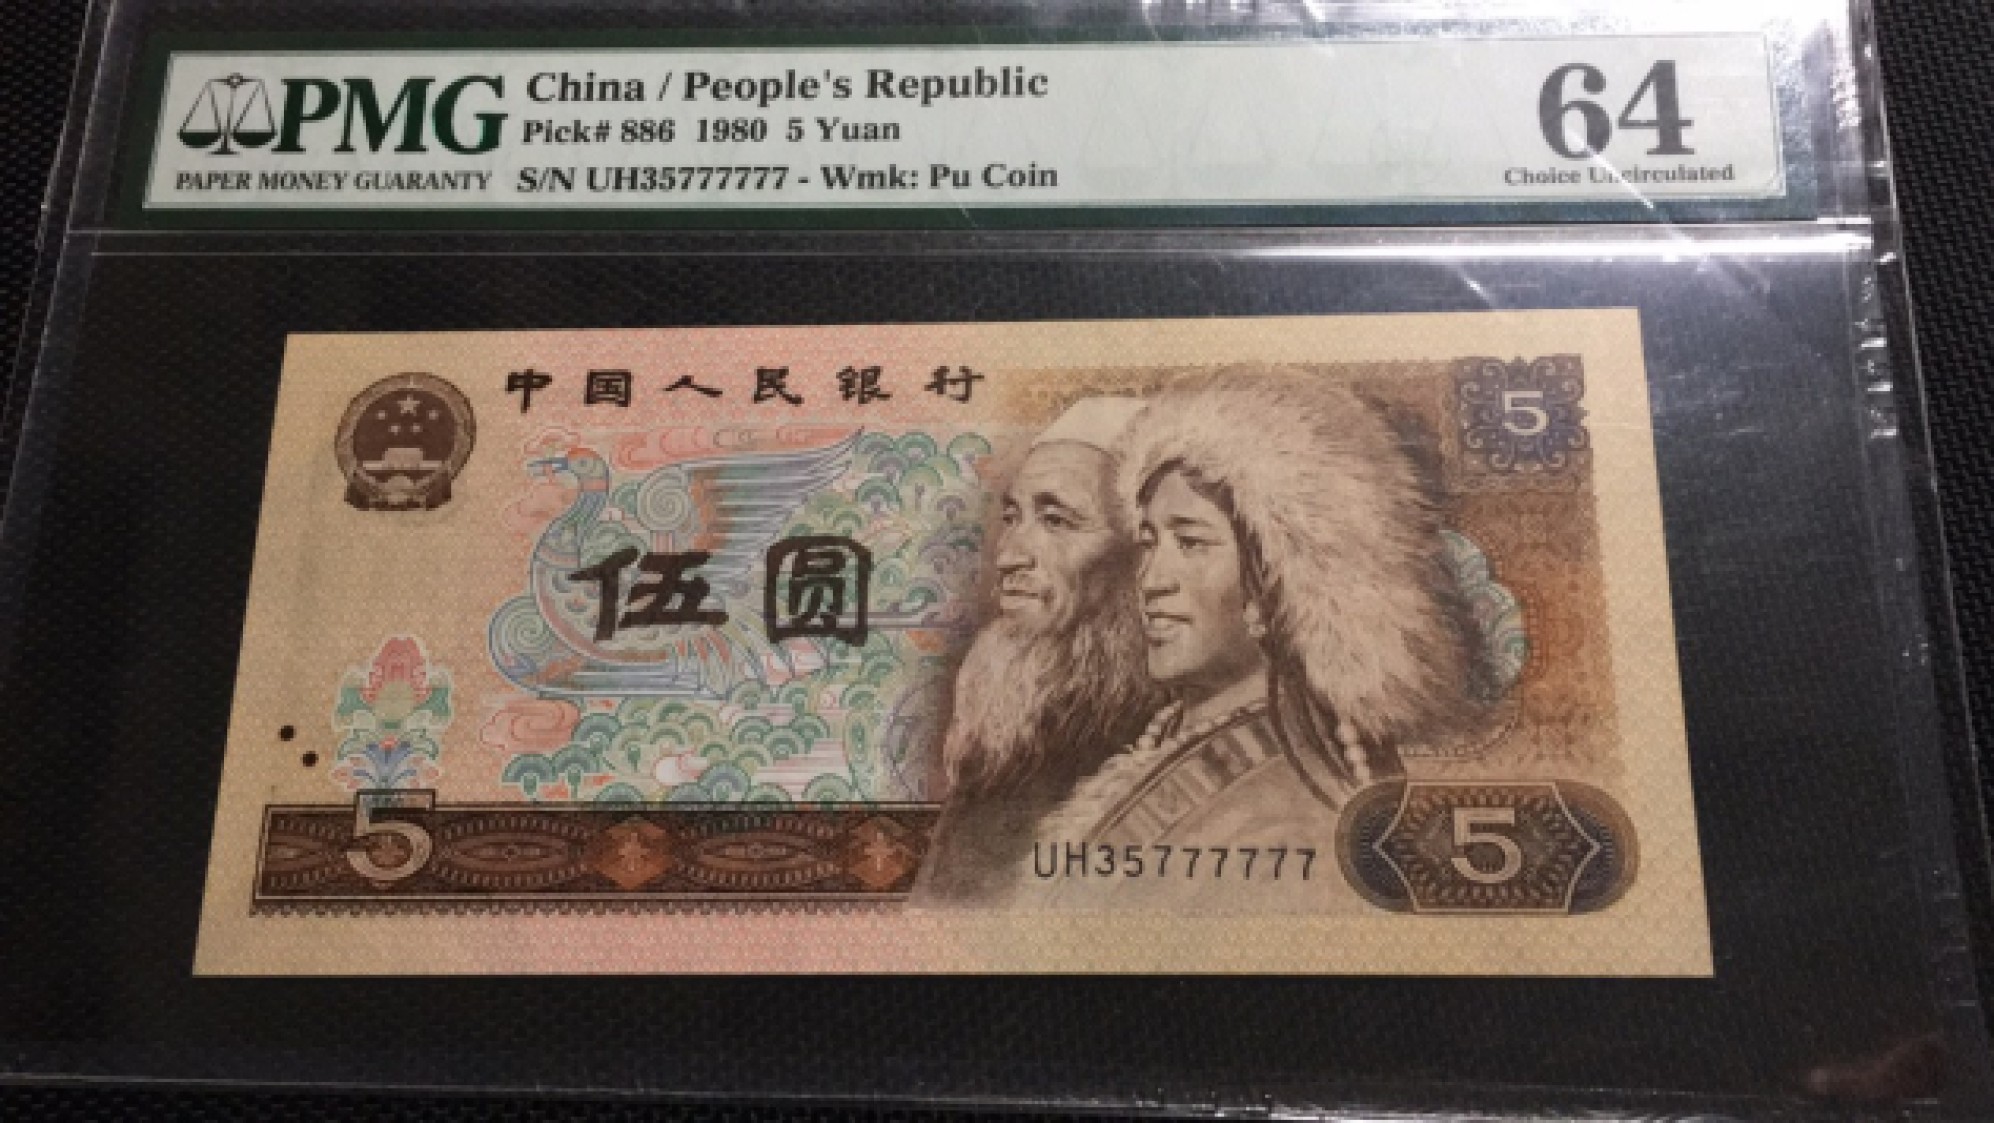 PMG
PAPER MONEY GUARANTY
China / People's Republic
Pick# 886 1980 5 Yuan
S/N UH35777777 - Wmk: Pu Coin
64
Choice Uncirculated
中国人民银行
5
伍圆
5
UH35777777
5